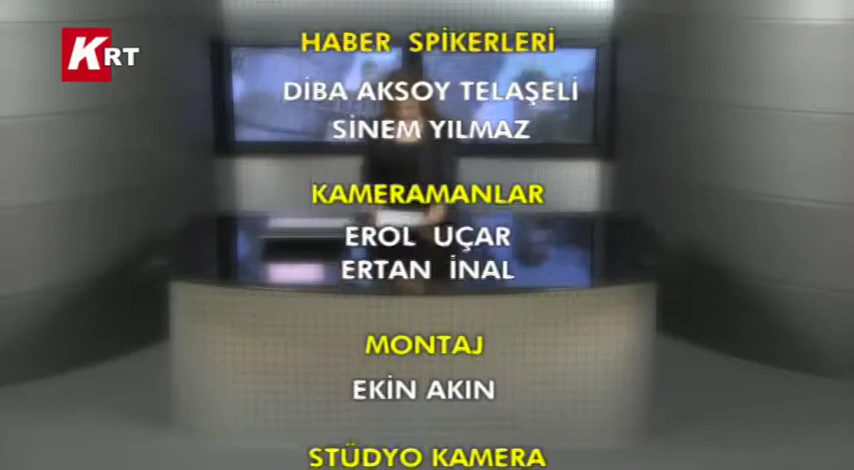 KRT
HABER SPİKERLERİ
DİBA AKSOY TELAŞELİ
SİNEM YILMAZ
KAMERAMANLAR
EROL UÇAR
ERTAN İNAL
MONTAJ
EKİN AKIN
STÜDYO KAMERA